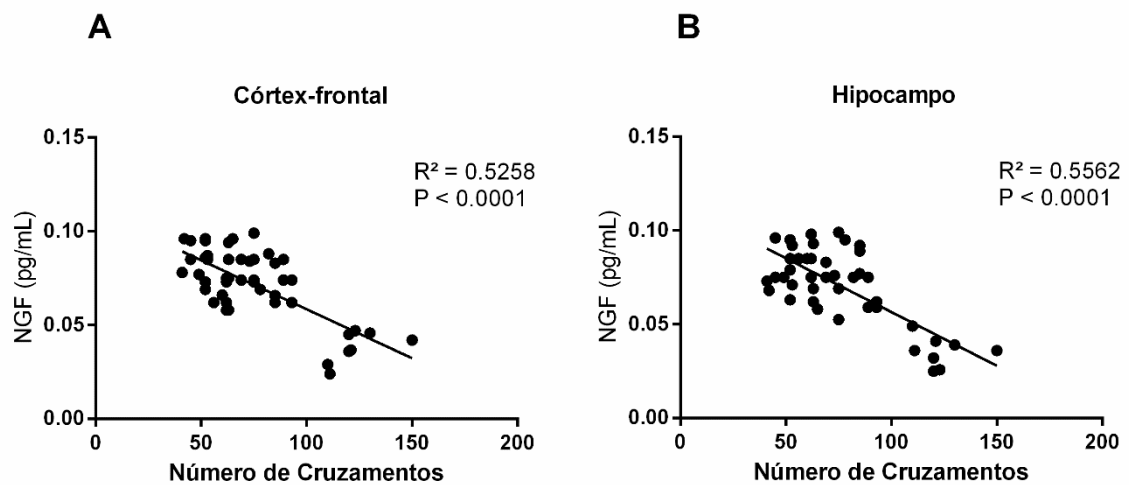 A
Córtex-frontal
0.15
0.10
0.05
0.00
NGF (pg/mL)
R² = 0.5258
P < 0.0001
0 50 100 150 200
Número de Cruzamentos
B
Hipocampo
0.15
0.10
0.05
0.00
NGF (pg/mL)
R² = 0.5562
P < 0.0001
0 50 100 150 200
Número de Cruzamentos